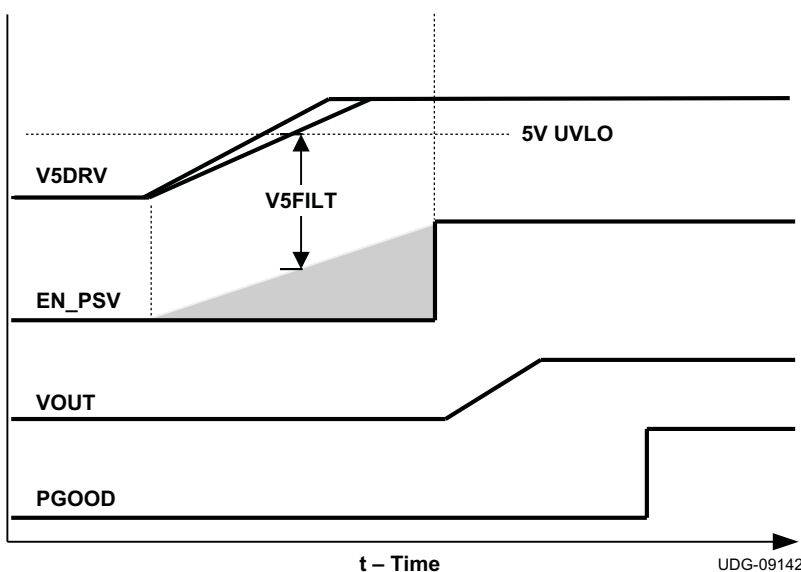 5V UVLO
V5DRV
V5FILT
EN_PSV
VOUT
PGOOD
t – Time
UDG-09142